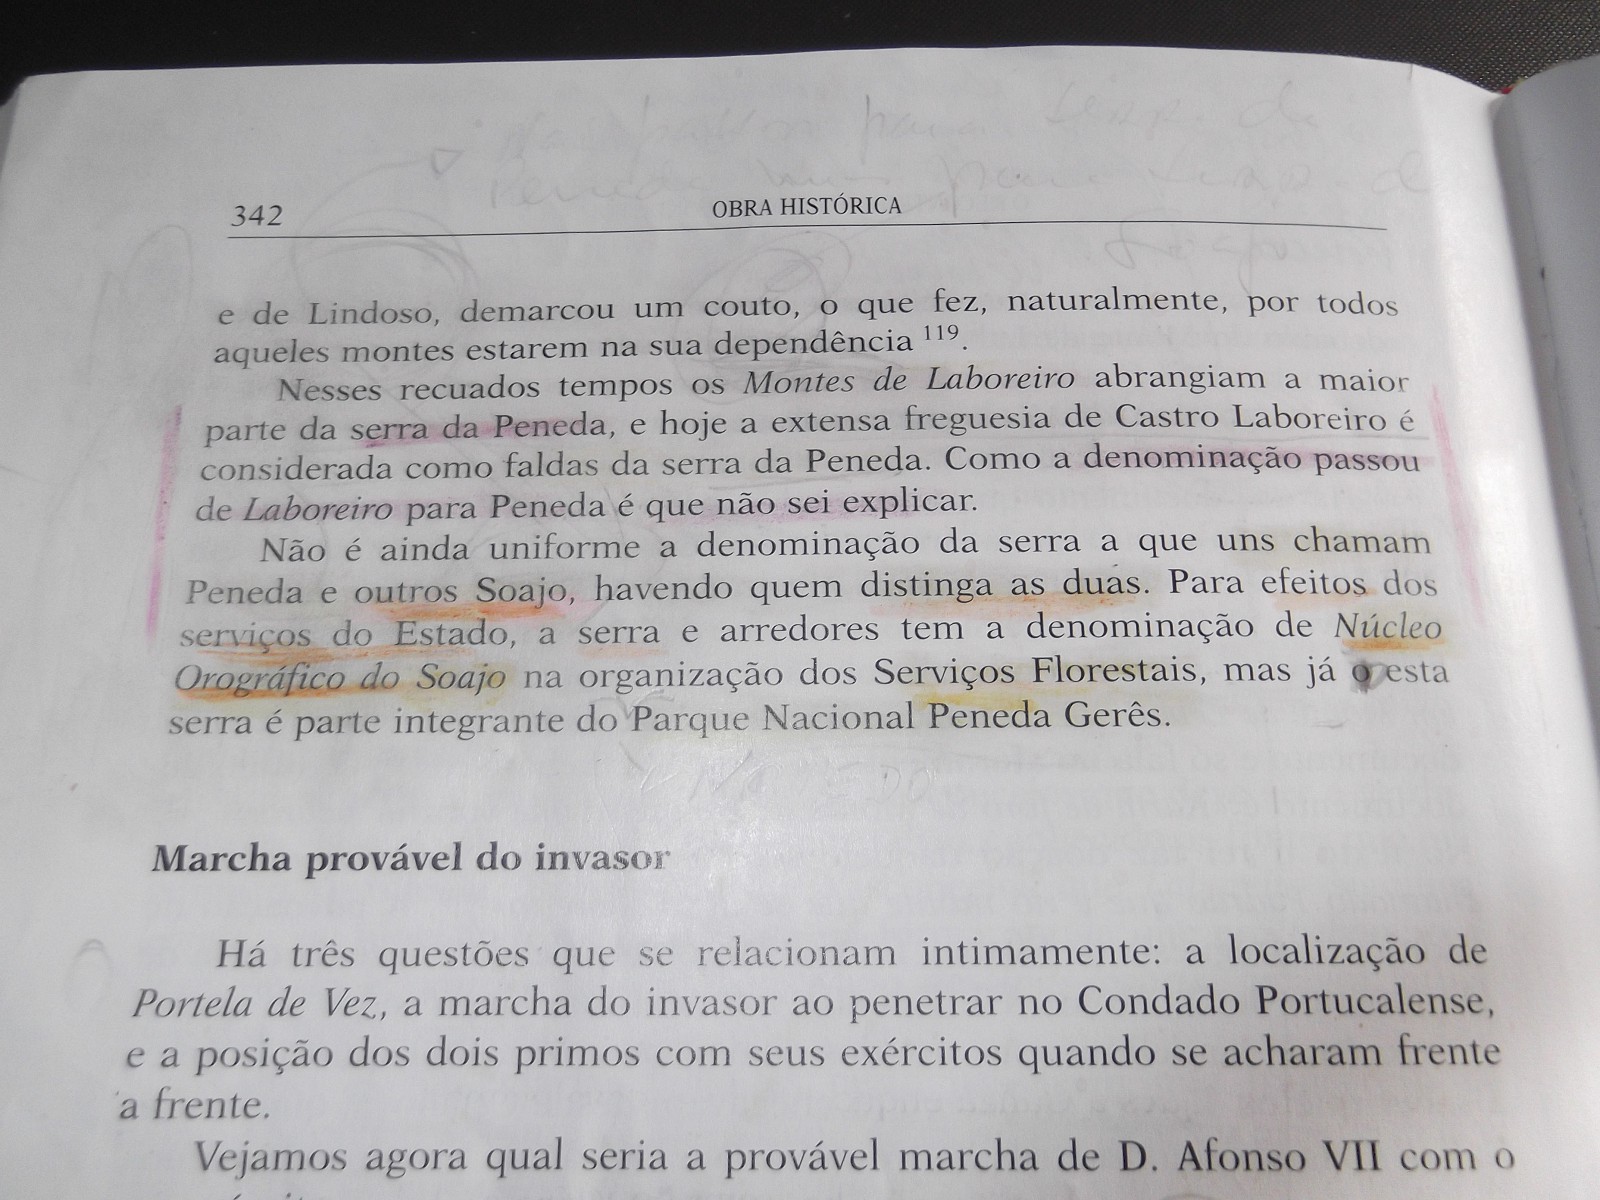 342
OBRA HISTÓRICA
e de Lindoso, demarcou um couto, o que fez, naturalmente, por todos
aqueles montes estarem na sua dependência 119.
Nesses recuados tempos os Montes de Laboreiro abrangiam a maior
parte da serra da Peneda, e hoje a extensa freguesia de Castro Laboreiro é
considerada como faldas da serra da Peneda. Como a denominação passou
de Laboreiro para Peneda é que não sei explicar.
Não é ainda uniforme a denominação da serra a que uns chamam
Peneda e outros Soajo, havendo quem distinga as duas. Para efeitos dos
serviços do Estado, a serra e arredores tem a denominação de Núcleo
Orográfico do Soajo na organização dos Serviços Florestais, mas já esta
serra é parte integrante do Parque Nacional Peneda Gerês.
Marcha provável do invasor
Há três questões que se relacionam intimamente: a localização de
Portela de Vez, a marcha do invasor ao penetrar no Condado Portucalense,
e a posição dos dois primos com seus exércitos quando se acharam frente
a frente.
Vejamos agora qual seria a provável marcha de D. Afonso VII com o